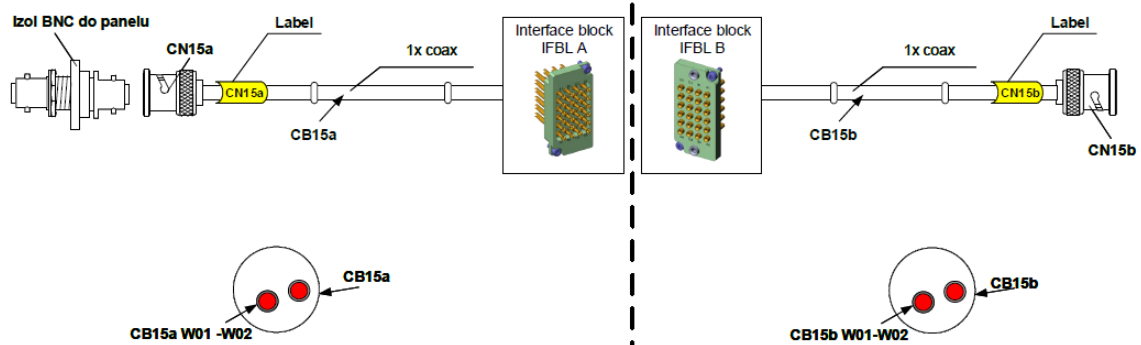 Izol BNC do panelu
CN15a
Label
CN15a
1x coax
CB15a
Interface block
IFBL A
Interface block
IFBL B
1x coax
CB15b
Label
CN15b
CN15b
CB15a
CB15a W01 -W02
CB15b
CB15b W01-W02